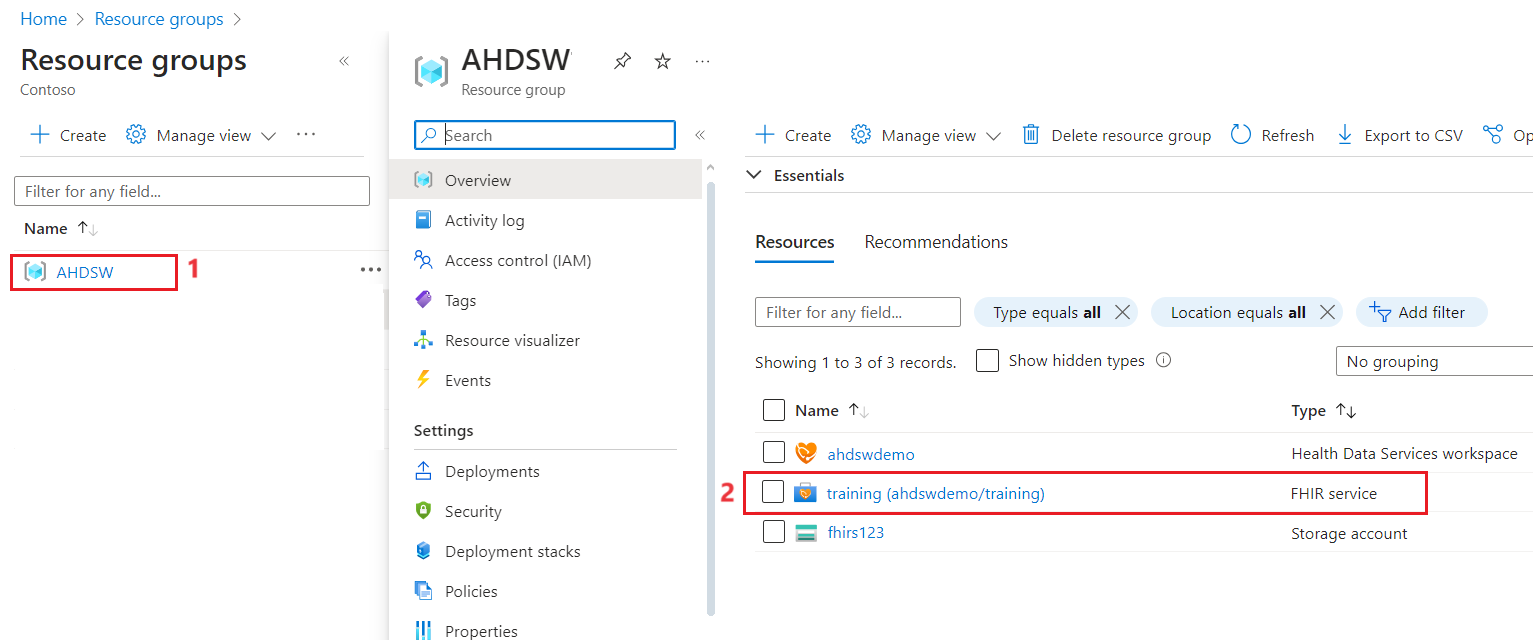 Home > Resource groups >
Resource groups
Contoso
Create Manage view
Filter for any field...
Name
AHDSW 1
AHDSW
Resource group
Search
Overview
Activity log
Access control (IAM)
Tags
Resource visualizer
Events
Settings
Deployments
Security
Deployment stacks
Policies
Properties
Create Manage view Delete resource group Refresh Export to CSV Op
Essentials
Resources Recommendations
Filter for any field... Type equals all Location equals all Add filter
Showing 1 to 3 of 3 records. Show hidden types No grouping
Name Type
ahdswdemo Health Data Services workspace
2 training (ahdswdemo/training) FHIR service
fhirs123 Storage account